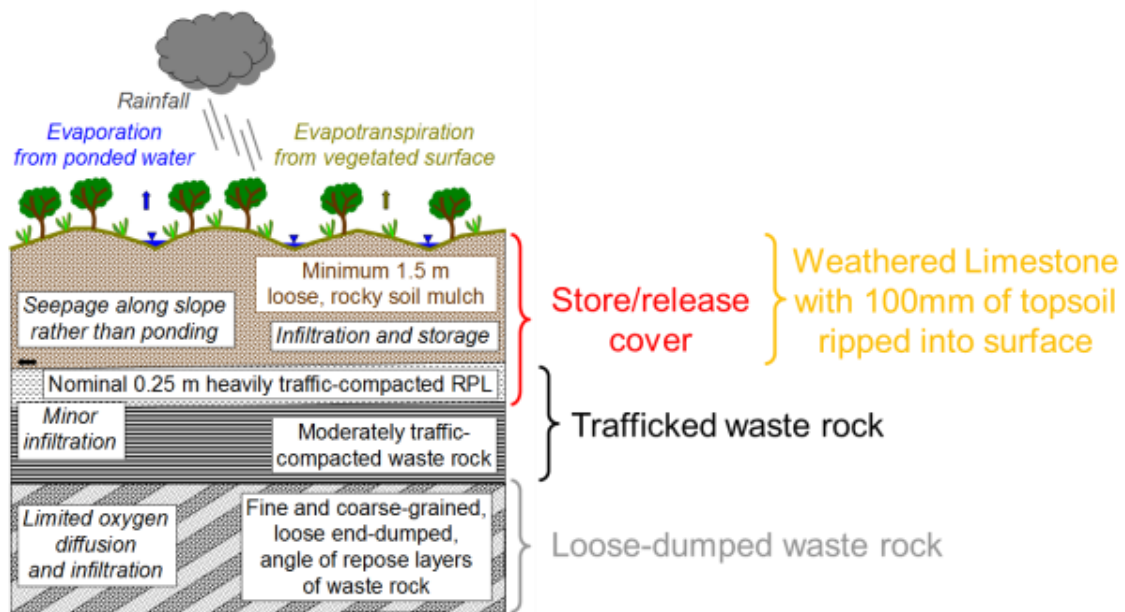 Rainfall
Evaporation
from ponded water
Evapotranspiration
from vegetated surface
Minimum 1.5 m
loose, rocky soil mulch
Seepage along slope
rather than ponding
Infiltration and storage
Store/release
cover
Weathered Limestone
with 100mm of topsoil
ripped into surface
Nominal 0.25 m heavily traffic-compacted RPL
Minor
infiltration
Moderately traffic-
compacted waste rock
Trafficked waste rock
Limited oxygen
diffusion
and infiltration
Fine and coarse-grained,
loose end-dumped,
angle of repose layers
of waste rock
Loose-dumped waste rock